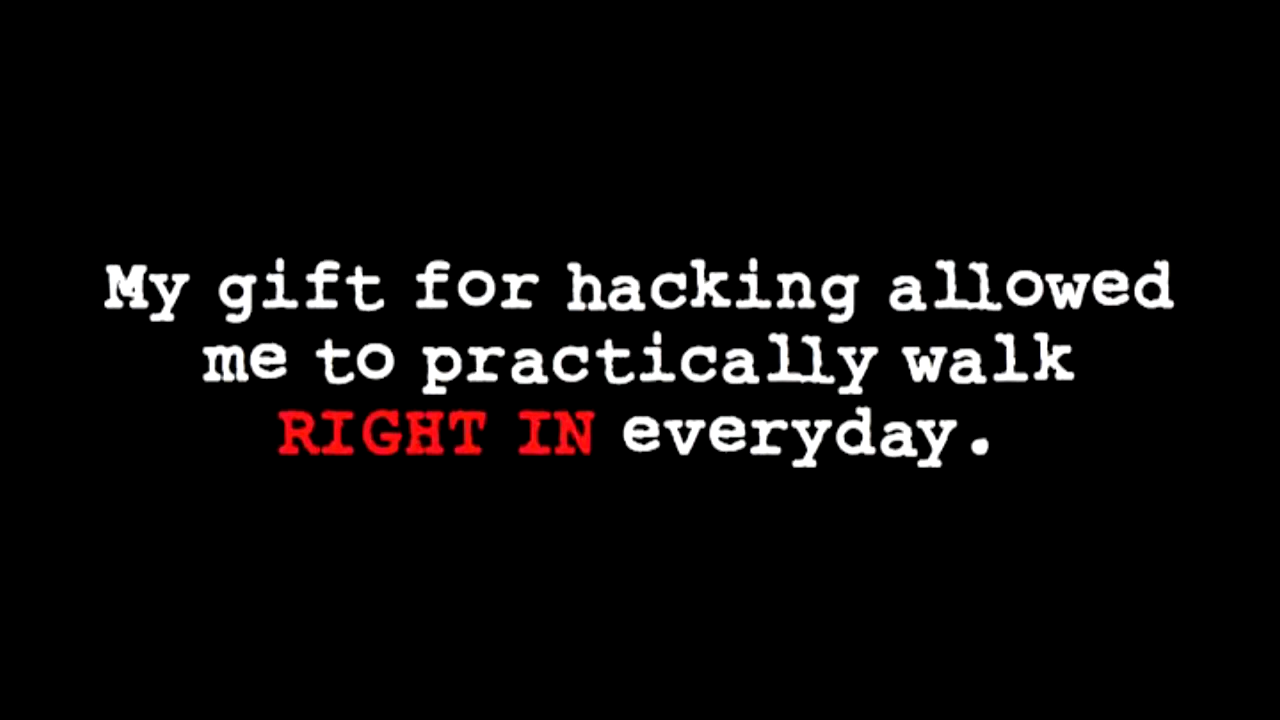 My gift for hacking allowed
me to practically walk
RIGHT IN everyday.